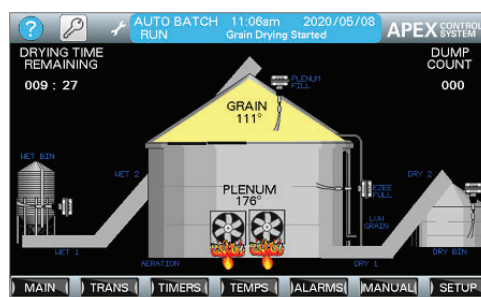 ?
AUTO BATCH 11:06am 2020/05/08
RUN Grain Drying Started
APEX CONTROL SYSTEM
DRYING TIME
REMAINING
009 : 27
DUMP
COUNT
000
PLENUM
FILL
GRAIN
111°
WET BIN
WET 2
DRY 2
PLENUM
176°
FULL
LOW
GRAIN
WET 1
AERATION
DRY 1
DRY BIN
MAIN TRANS TIMERS TEMPS ALARMS MANUAL SETUP